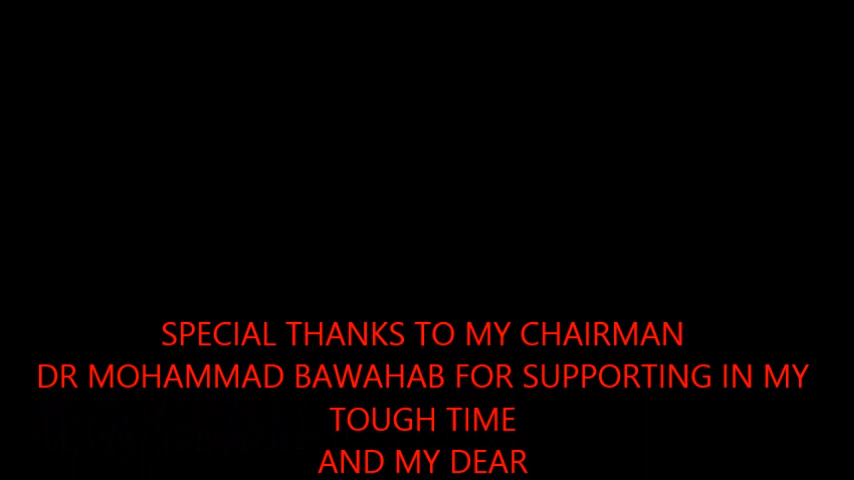 SPECIAL THANKS TO MY CHAIRMAN
DR MOHAMMAD BAWAHAB FOR SUPPORTING IN MY
TOUGH TIME
AND MY DEAR